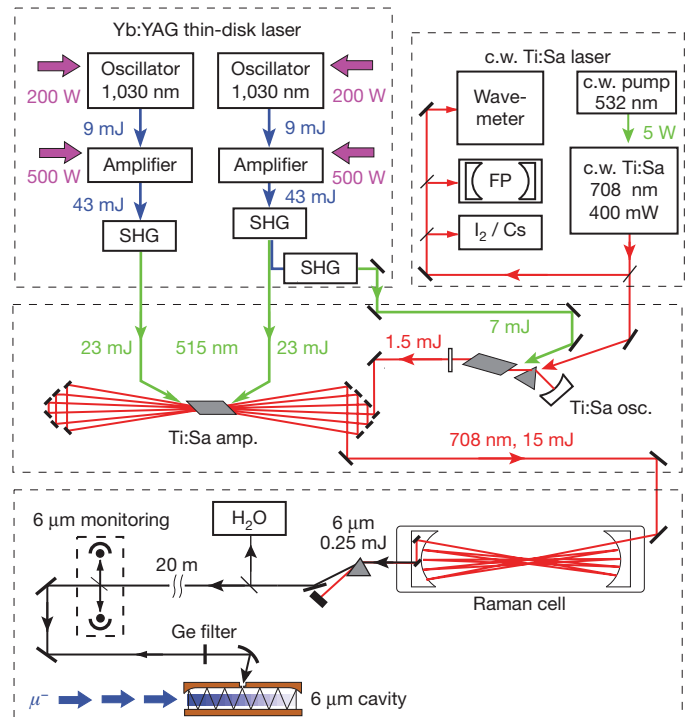 Yb:YAG thin-disk laser
Oscillator
1,030 nm
200 W
9 mJ
Amplifier
500 W
43 mJ
SHG
Oscillator
1,030 nm
200 W
9 mJ
Amplifier
500 W
43 mJ
SHG
SHG
c.w. Ti:Sa laser
Wave-
meter
FP
I₂ / Cs
c.w. pump
532 nm
5 W
c.w. Ti:Sa
708 nm
400 mW
23 mJ
515 nm
23 mJ
7 mJ
1.5 mJ
Ti:Sa osc.
Ti:Sa amp.
708 nm, 15 mJ
6 μm monitoring
H₂O
6 μm
0.25 mJ
20 m
Raman cell
Ge filter
μ⁻
6 μm cavity